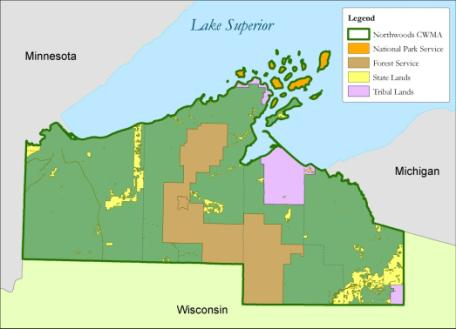 Lake Superior
Minnesota
Legend
Northwoods CWMA
National Park Service
Forest Service
State Lands
Tribal Lands
Michigan
Wisconsin